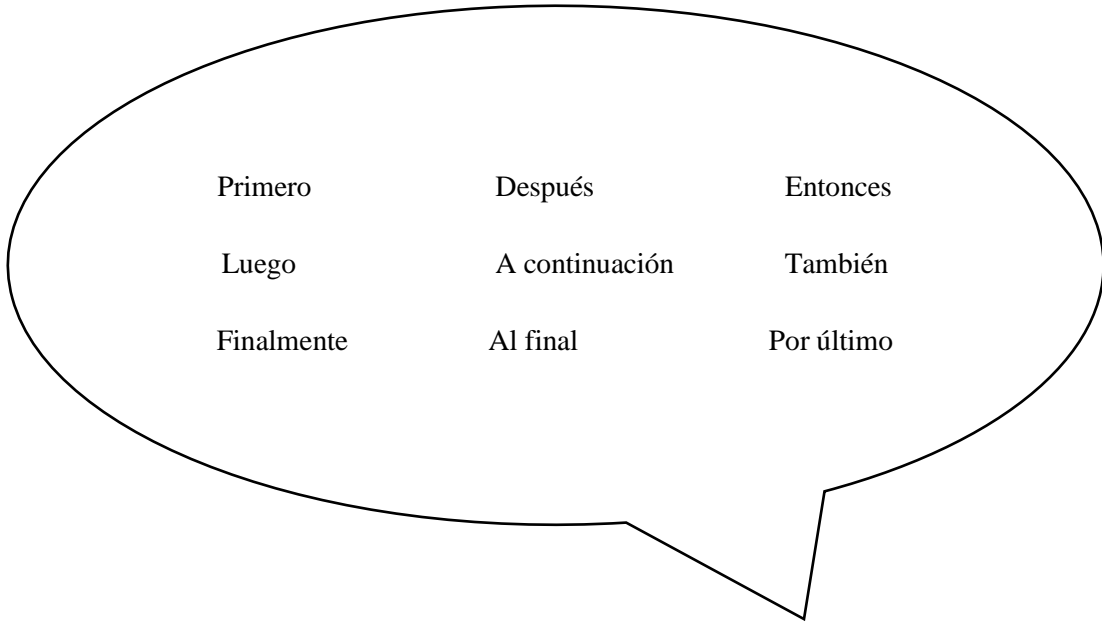 Primero Después Entonces
Luego A continuación También
Finalmente Al final Por último